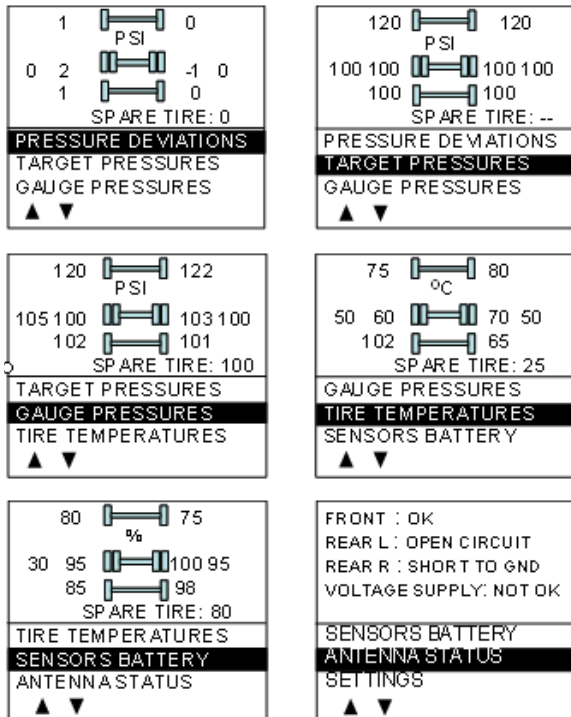 1 0
PSI
0 2 -1 0
1 0
SPARE TIRE: 0
PRESSURE DEVIATIONS
TARGET PRESSURES
GAUGE PRESSURES
120 120
PSI
100 100 100 100
100 100
SPARE TIRE: --
PRESSURE DEVIATIONS
TARGET PRESSURES
GAUGE PRESSURES
120 122
PSI
105 100 103 100
102 101
SPARE TIRE: 100
TARGET PRESSURES
GAUGE PRESSURES
TIRE TEMPERATURES
75 80
°C
50 60 70 50
102 65
SPARE TIRE: 25
GAUGE PRESSURES
TIRE TEMPERATURES
SENSORS BATTERY
80 75
%
30 95 100 95
85 98
SPARE TIRE: 80
TIRE TEMPERATURES
SENSORS BATTERY
ANTENNA STATUS
FRONT : OK
REAR L : OPEN CIRCUIT
REAR R : SHORT TO GND
VOLTAGE SUPPLY: NOT OK
SENSORS BATTERY
ANTENNA STATUS
SETTINGS